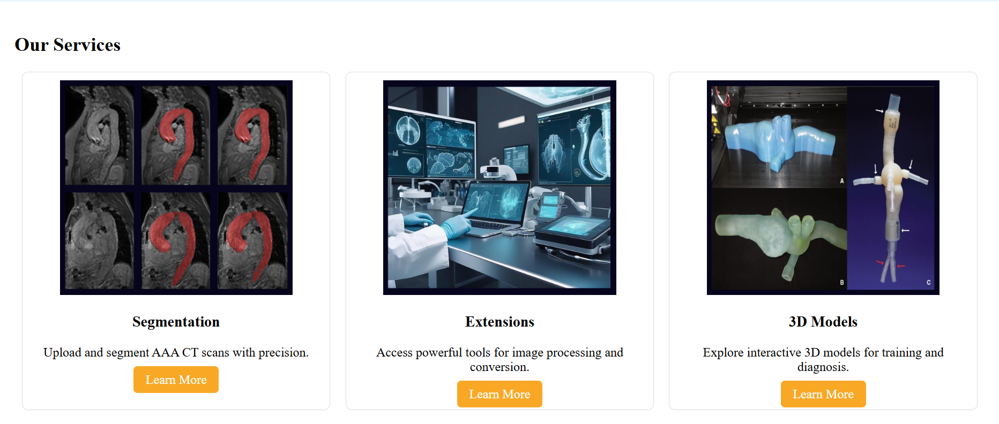 Our Services
A
B
C
Segmentation
Extensions
3D Models
Upload and segment AAA CT scans with precision.
Access powerful tools for image processing and
conversion.
Explore interactive 3D models for training and
diagnosis.
Learn More
Learn More
Learn More